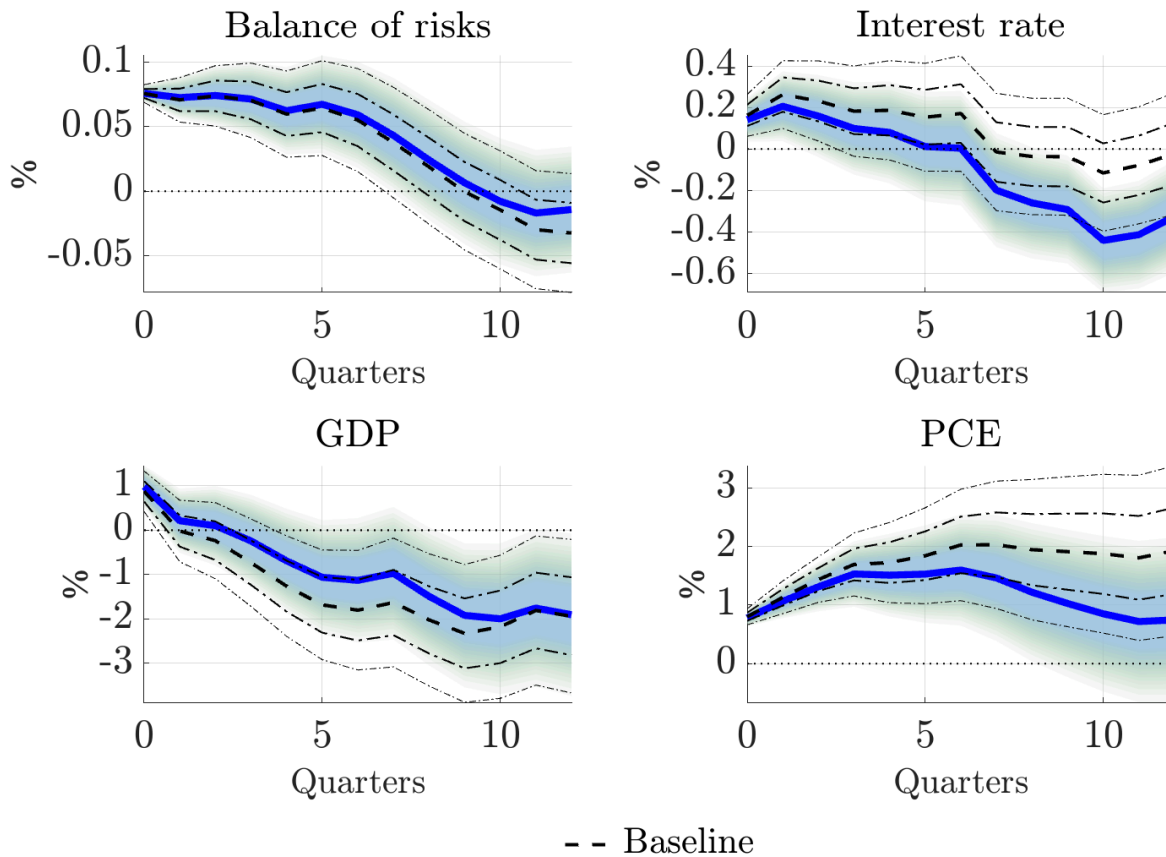 Balance of risks
0.1
0.05
0
-0.05
%
0 5 10
Quarters
Interest rate
0.4
0.2
0
-0.2
-0.4
-0.6
%
0 5 10
Quarters
GDP
1
0
-1
-2
-3
%
0 5 10
Quarters
PCE
3
2
1
0
%
0 5 10
Quarters
Baseline